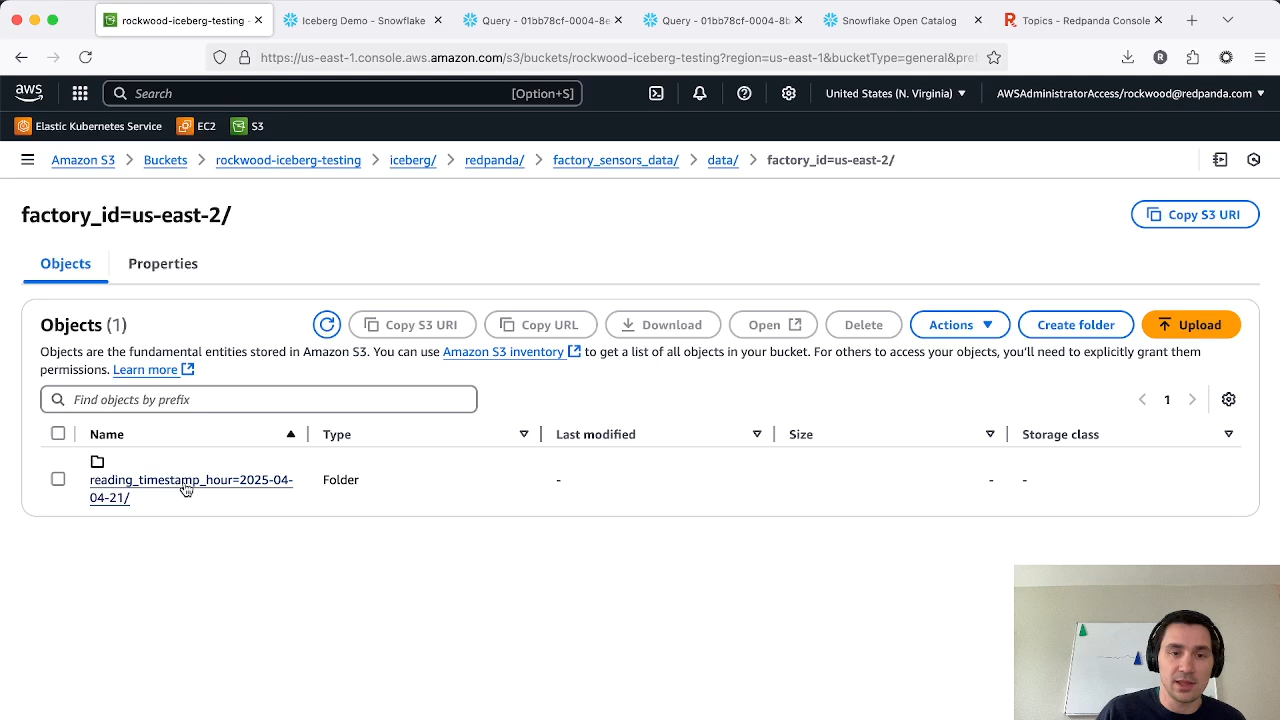 rockwood-iceberg-testing -
Iceberg Demo - Snowflake
Query - 01bb78cf-0004-8e
Query - 01bb78cf-0004-8b
Snowflake Open Catalog
Topics - Redpanda Console
https://us-east-1.console.aws.amazon.com/s3/buckets/rockwood-iceberg-testing?region=us-east-1&bucketType=general&pref
aws
Search
[Option+S]
United States (N. Virginia)
AWSAdministratorAccess/rockwood@redpanda.com
Elastic Kubernetes Service
EC2
S3
Amazon S3 > Buckets > rockwood-iceberg-testing > iceberg/ > redpanda/ > factory_sensors_data/ > data/ > factory_id=us-east-2/
factory_id=us-east-2/
Copy S3 URI
Objects
Properties
Objects (1)
Copy S3 URI
Copy URL
Download
Open
Delete
Actions
Create folder
Upload
Objects are the fundamental entities stored in Amazon S3. You can use Amazon S3 inventory to get a list of all objects in your bucket. For others to access your objects, you'll need to explicitly grant them
permissions. Learn more
Find objects by prefix
1
Name
Type
Last modified
Size
Storage class
reading_timestamp_hour=2025-04-
04-21/
Folder
-
-
-